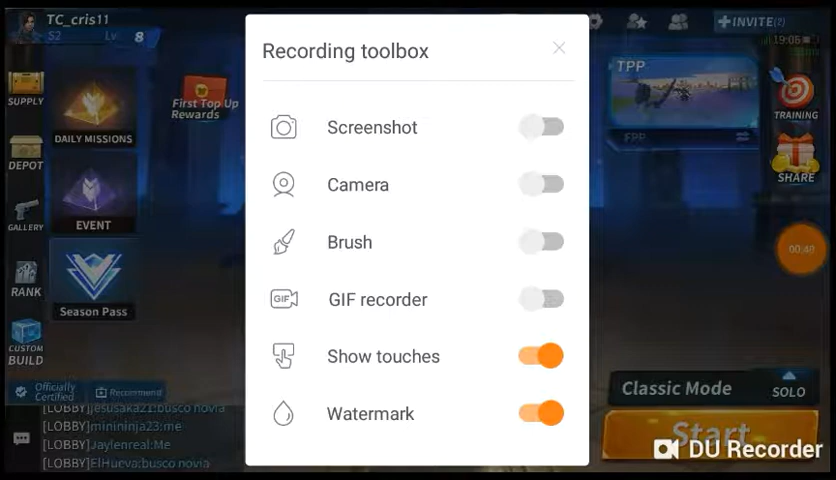 TC_cris11
S2 Lv. 8
+INVITE(2)
19:06
Recording toolbox
Screenshot
Camera
Brush
GIF
GIF recorder
Show touches
Watermark
SUPPLY
DEPOT
GALLERY
RANK
CUSTOM
BUILD
DAILY MISSIONS
EVENT
Season Pass
First Top Up
Rewards
TPP
FPP
TRAINING
SHARE
00:40
Officially
Certified
Recommend
[LOBBY]jesusaka21:busco novia
[LOBBY]minininja23:me
[LOBBY]Jaylenreal:Me
[LOBBY]ElHueva:busco novia
Classic Mode
SOLO
Start
DU Recorder